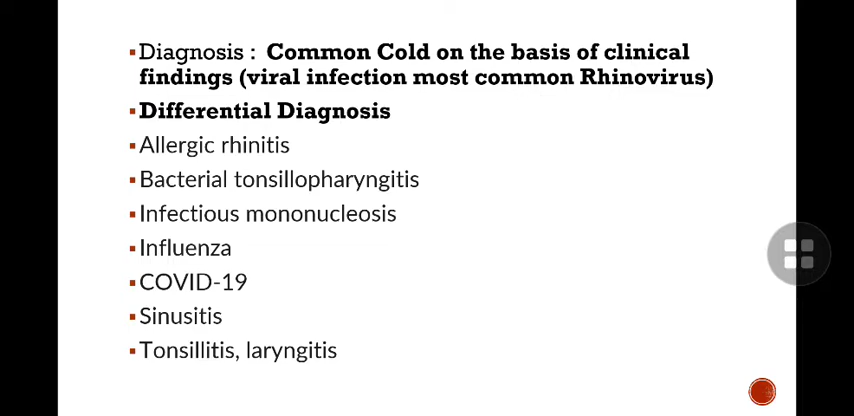 ▪Diagnosis : Common Cold on the basis of clinical
findings (viral infection most common Rhinovirus)
▪Differential Diagnosis
▪Allergic rhinitis
▪Bacterial tonsillopharyngitis
▪Infectious mononucleosis
▪Influenza
▪COVID-19
▪Sinusitis
▪Tonsillitis, laryngitis